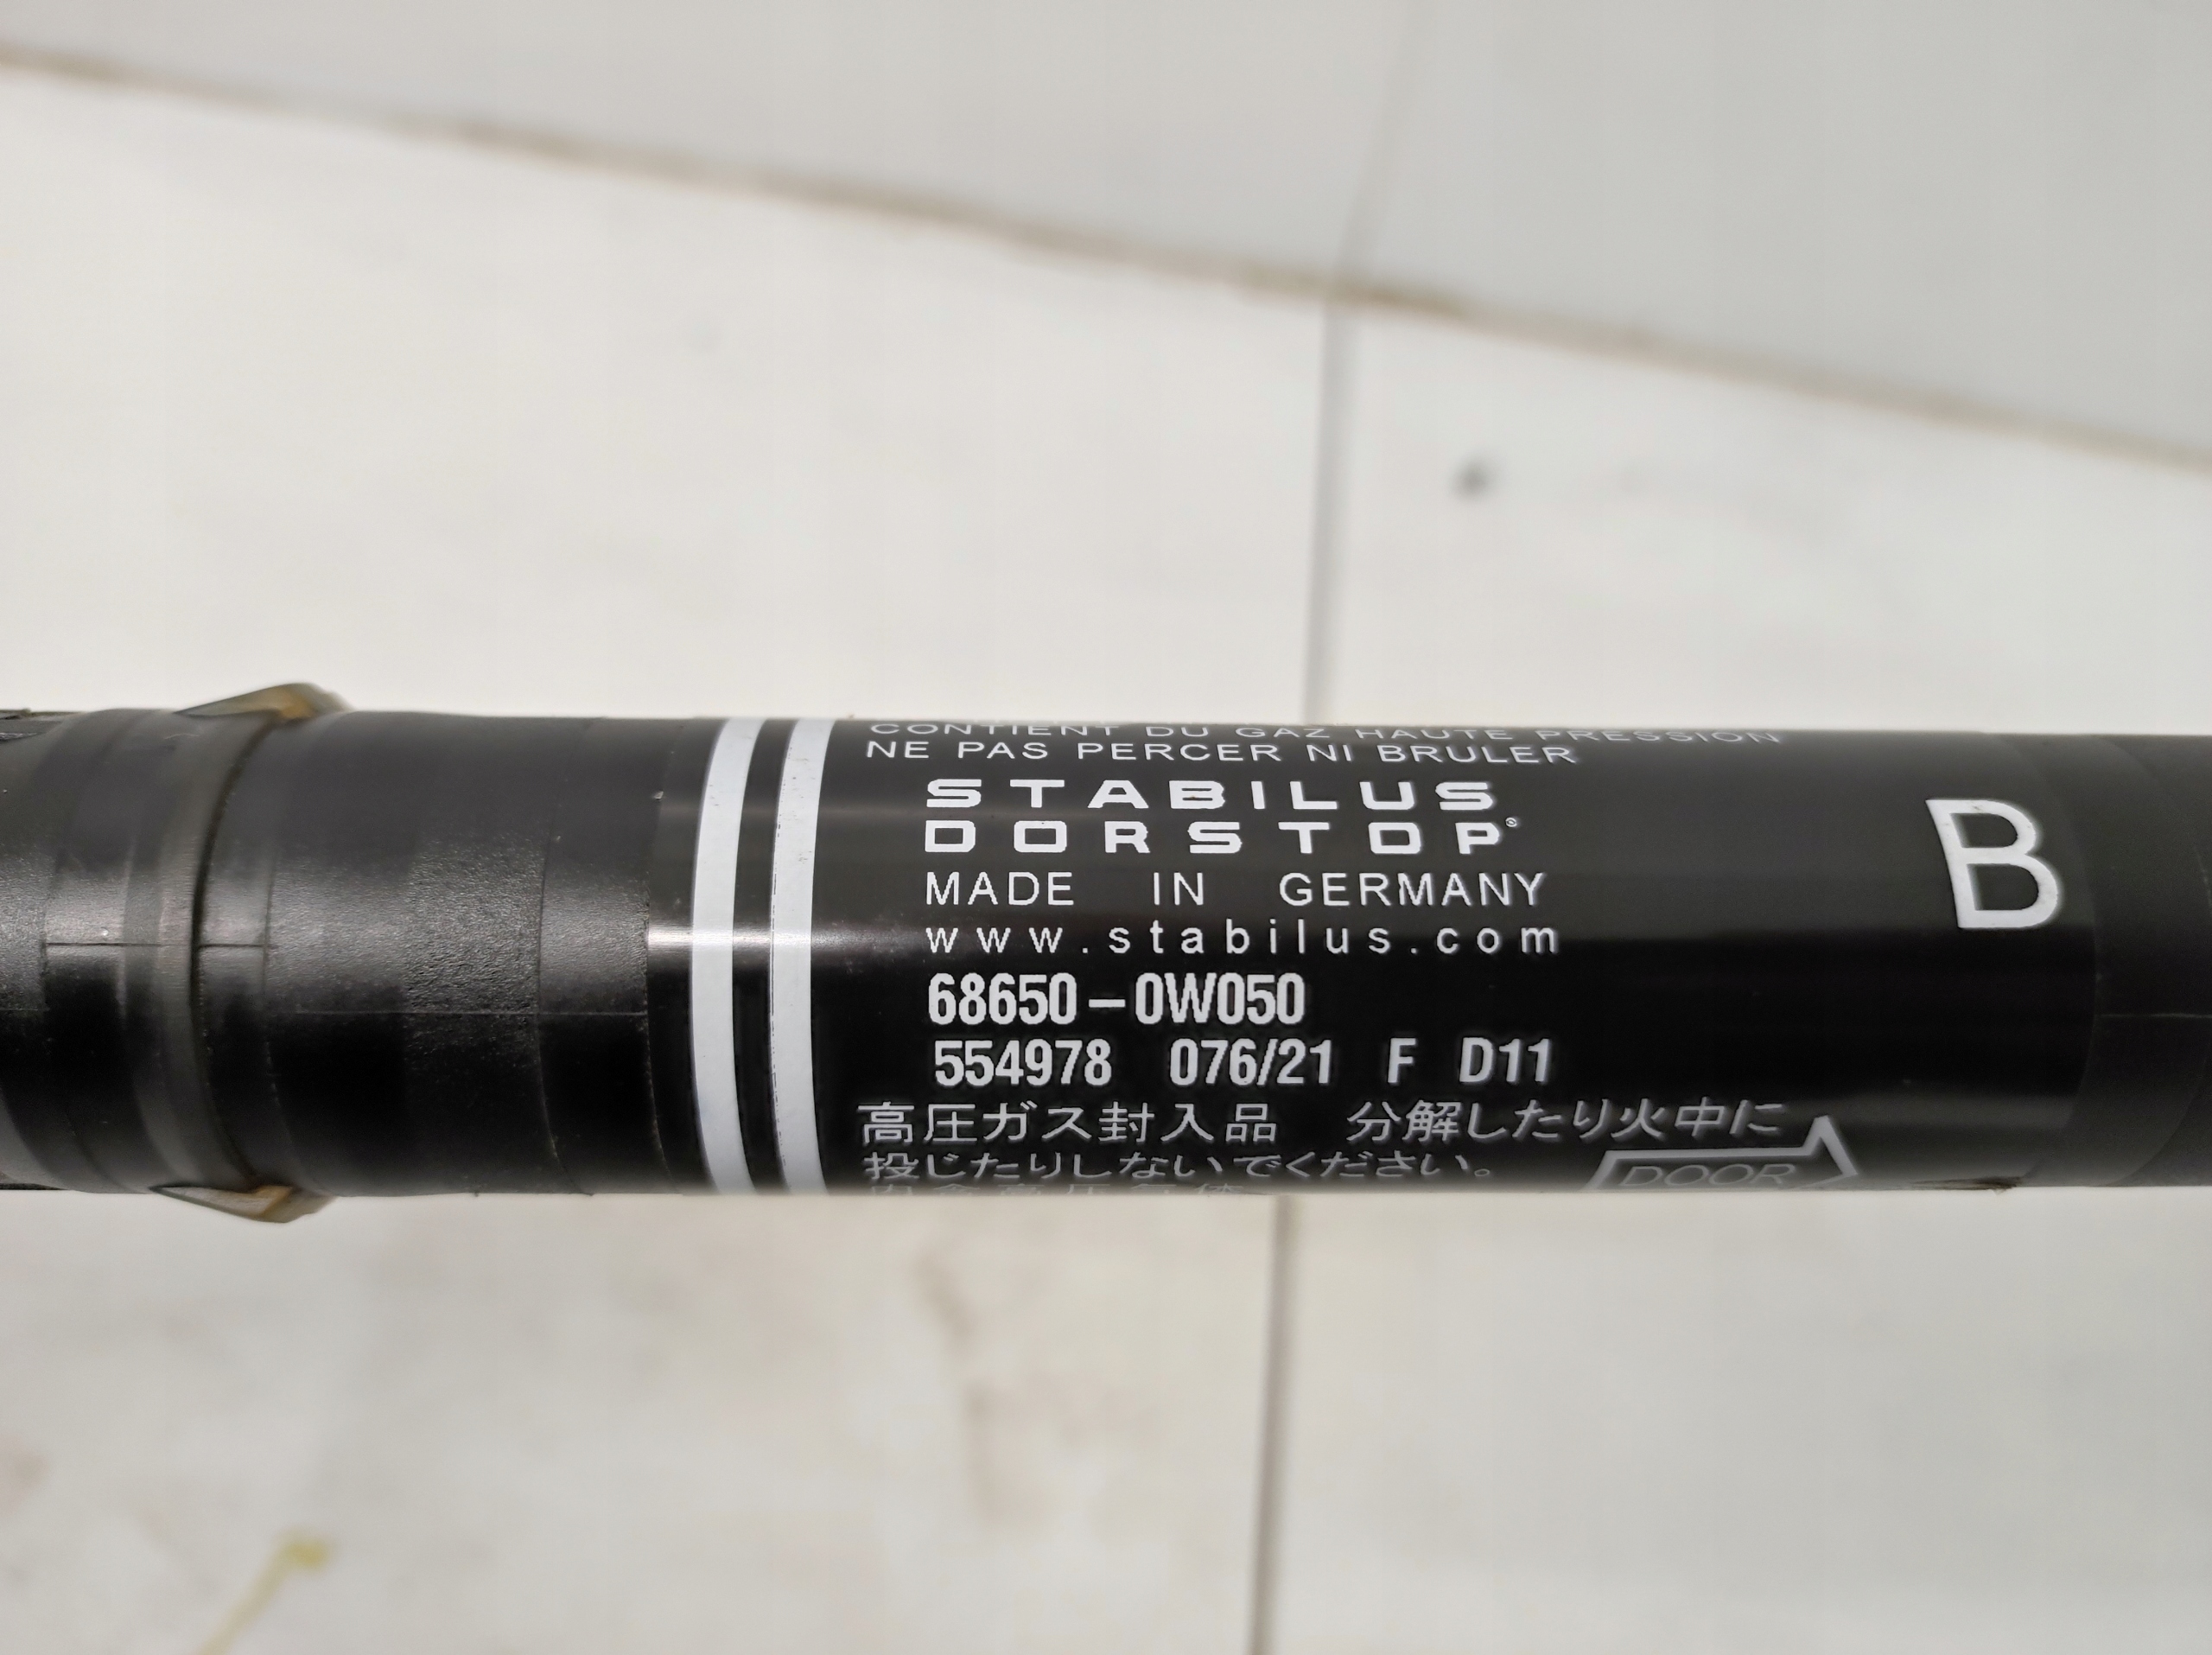 CONTIENT DU GAZ HAUTE PRESSION
NE PAS PERCER NI BRULER
STABILUS
DORSTOP®
MADE IN GERMANY
www.stabilus.com
68650-0W050
554978 076/21 F D11
高圧ガス封入品 分解したり火中に
投じたりしないでください。
DOOR
B